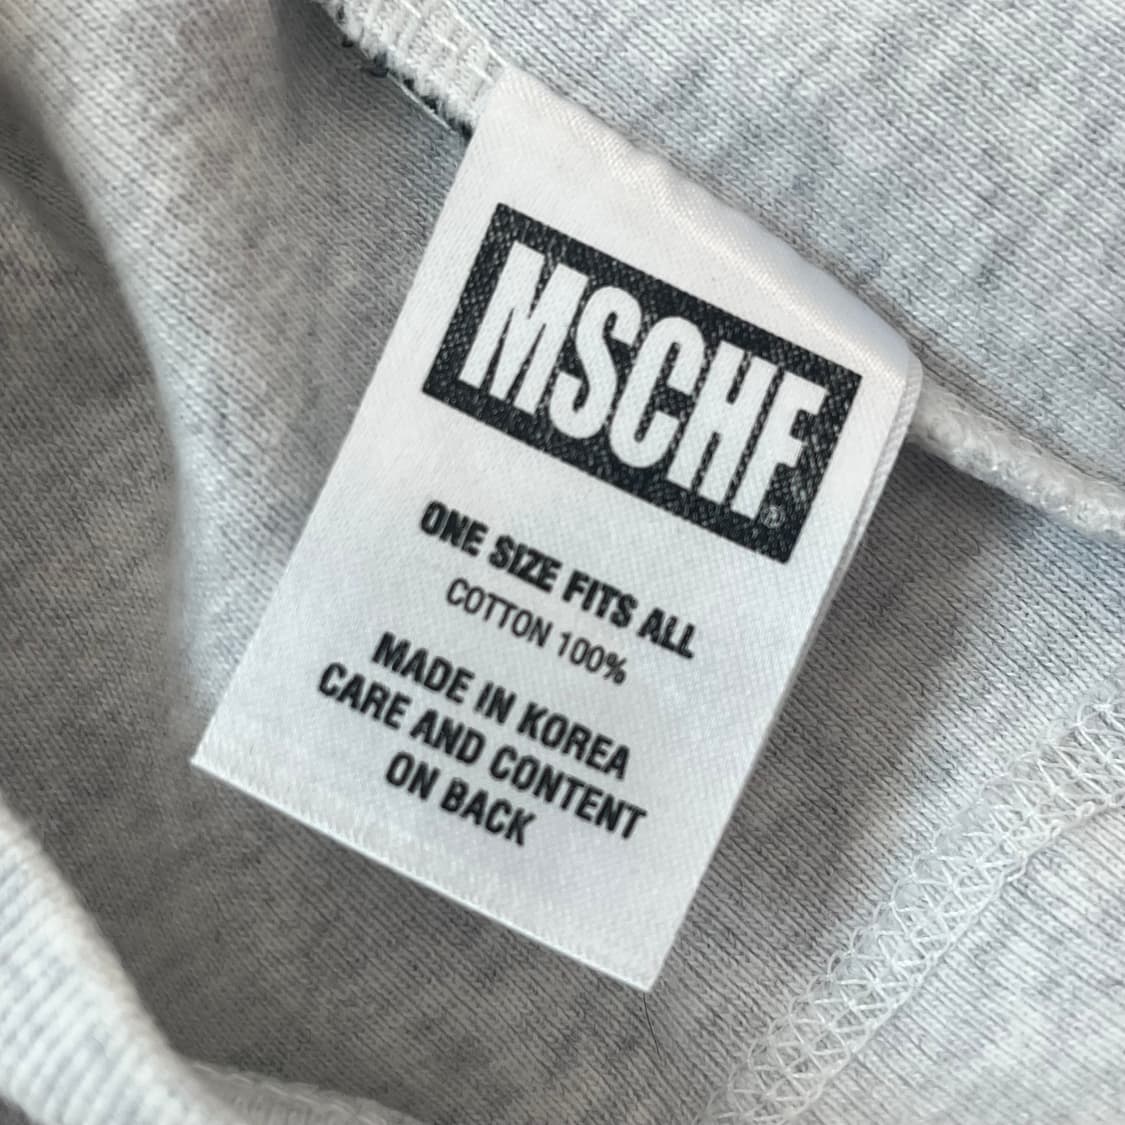 MSCHF®
ONE SIZE FITS ALL
COTTON 100%
MADE IN KOREA
CARE AND CONTENT
ON BACK